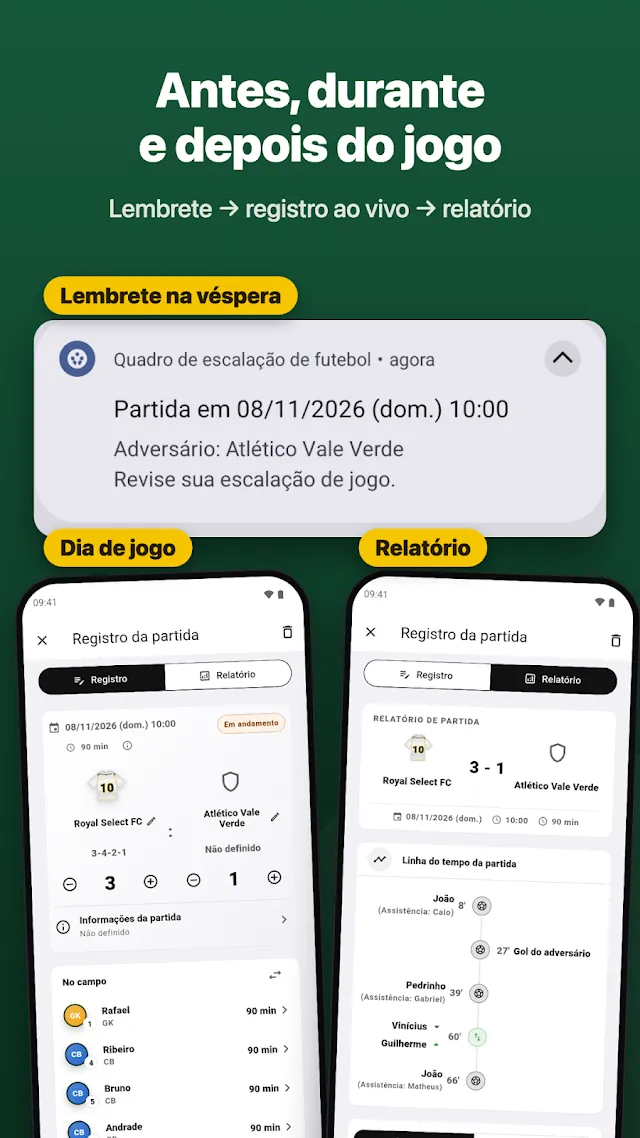 Antes, durante
e depois do jogo
Lembrete → registro ao vivo → relatório
Lembrete na véspera
Quadro de escalação de futebol • agora
Partida em 08/11/2026 (dom.) 10:00
Adversário: Atlético Vale Verde
Revise sua escalação de jogo.
Dia de jogo
09:41
Registro da partida
Registro
Relatório
08/11/2026 (dom.) 10:00
Em andamento
90 min
10
Royal Select FC
:
Atlético Vale
Verde
3-4-2-1
Não definido
3
1
Informações da partida
Não definido
No campo
GK
1
Rafael
GK
90 min
CB
4
Ribeiro
CB
90 min
CB
5
Bruno
CB
90 min
CB
Andrade
90 min
Relatório
09:41
Registro da partida
Registro
Relatório
RELATÓRIO DE PARTIDA
10
3 - 1
Royal Select FC
Atlético Vale Verde
08/11/2026 (dom.)
10:00
90 min
Linha do tempo da partida
João 8'
(Assistência: Caio)
27' Gol do adversário
Pedrinho 39'
(Assistência: Gabriel)
Vinícius
Guilherme
60'
João 66'
(Assistência: Matheus)